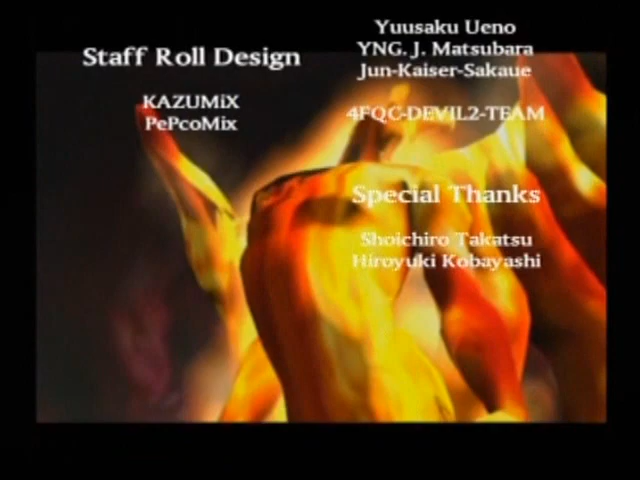 Staff Roll Design
KAZUMiX
PePcoMix
Yuusaku Ueno
YNG. J. Matsubara
Jun-Kaiser-Sakaue
4FQC-DEVIL2-TEAM
Special Thanks
Shoichiro Takatsu
Hiroyuki Kobayashi